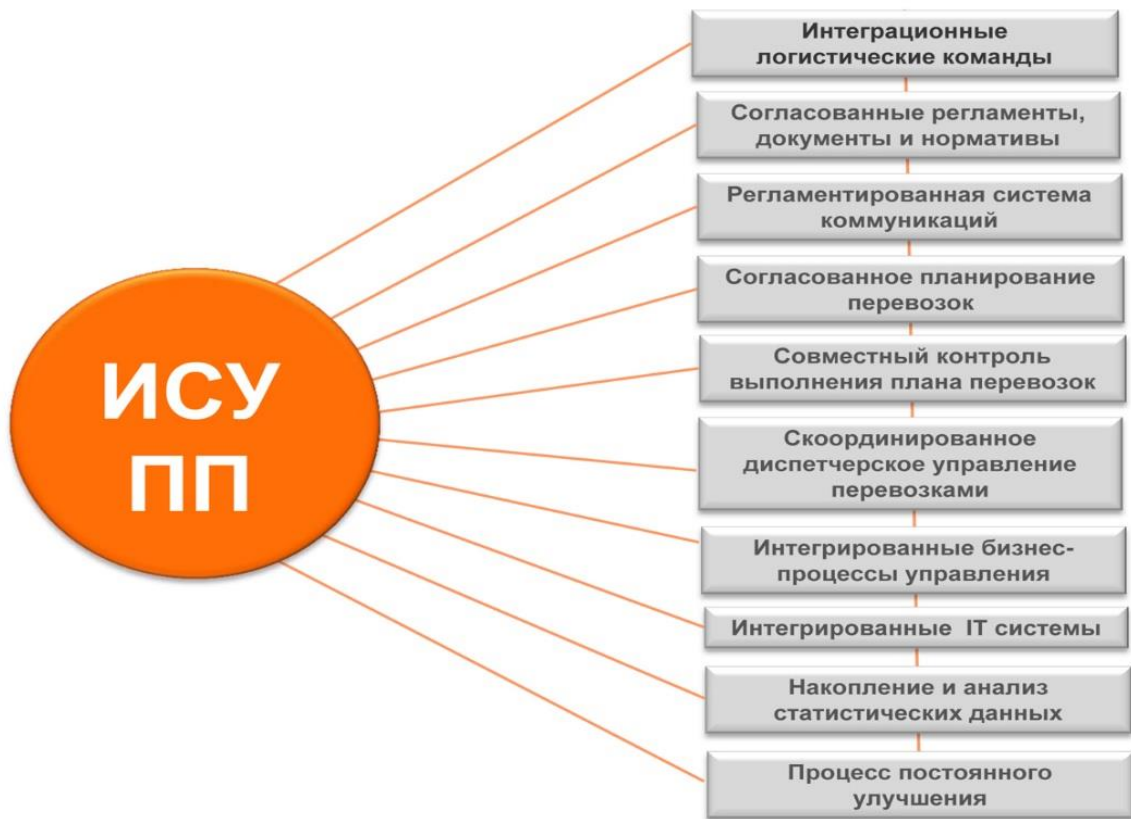 ИСУ
ПП
Интеграционные
логистические команды
Согласованные регламенты,
документы и нормативы
Регламентированная система
коммуникаций
Согласованное планирование
перевозок
Совместный контроль
выполнения плана перевозок
Скоординированное
диспетчерское управление
перевозками
Интегрированные бизнес-
процессы управления
Интегрированные IT системы
Накопление и анализ
статистических данных
Процесс постоянного
улучшения